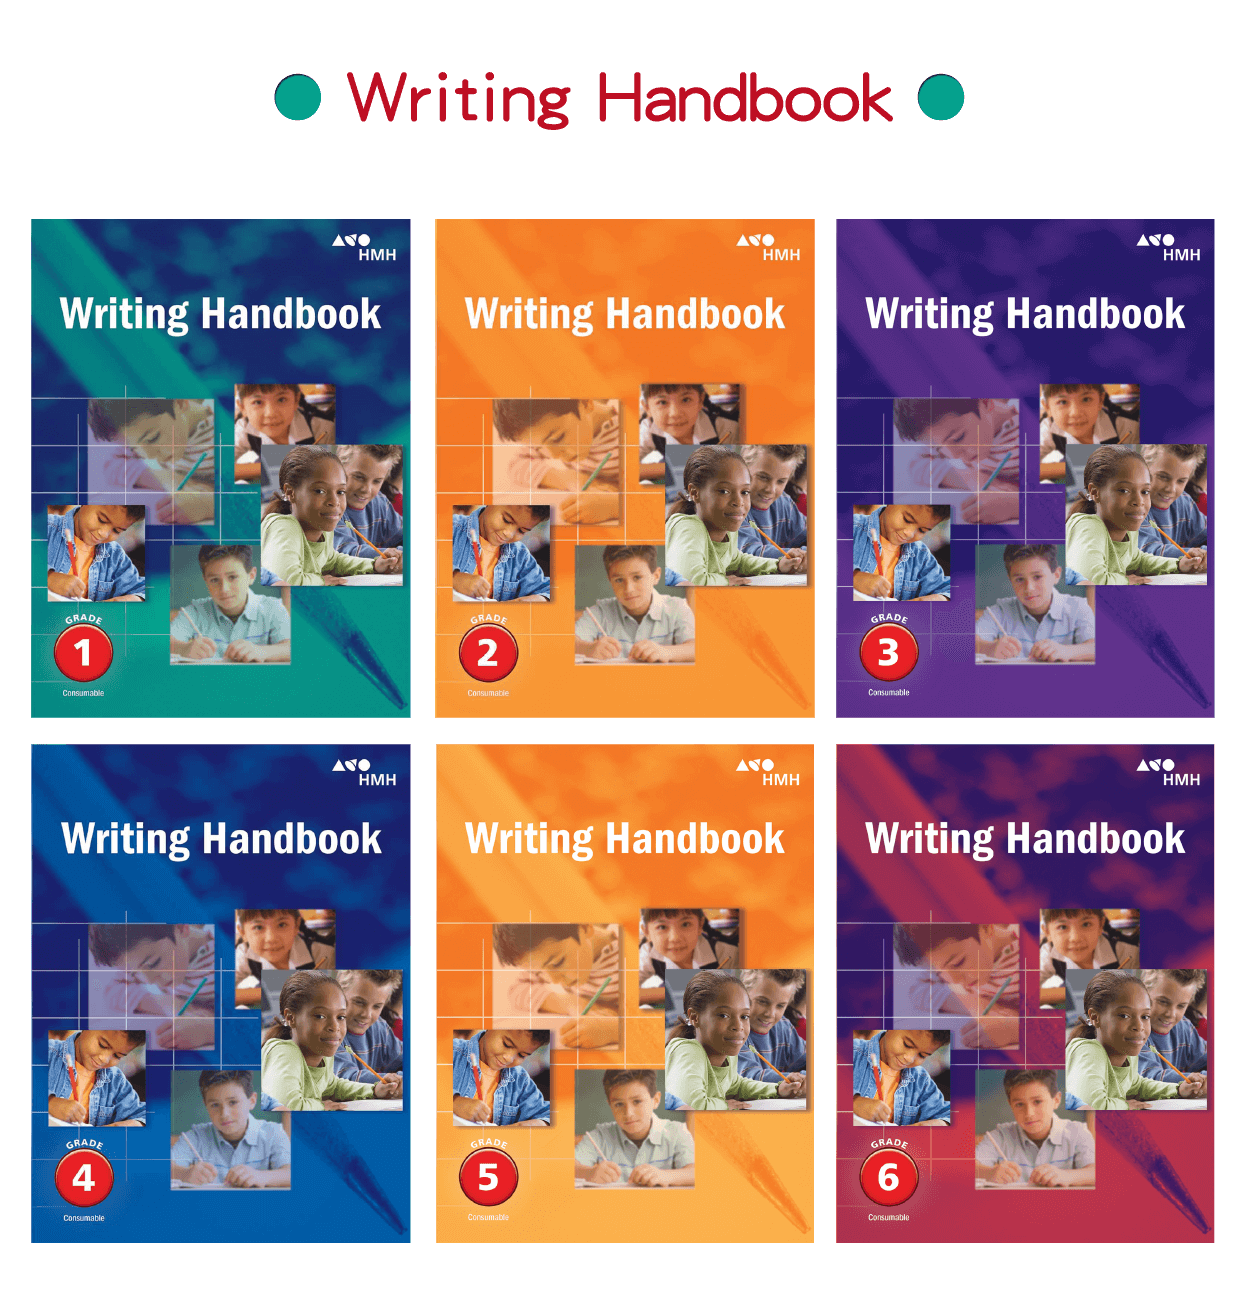 Writing Handbook
HMH
Writing Handbook
GRADE
1
Consumable
HMH
Writing Handbook
GRADE
2
Consumable
HMH
Writing Handbook
GRADE
3
Consumable
HMH
Writing Handbook
GRADE
4
Consumable
HMH
Writing Handbook
GRADE
5
Consumable
HMH
Writing Handbook
GRADE
6
Consumable